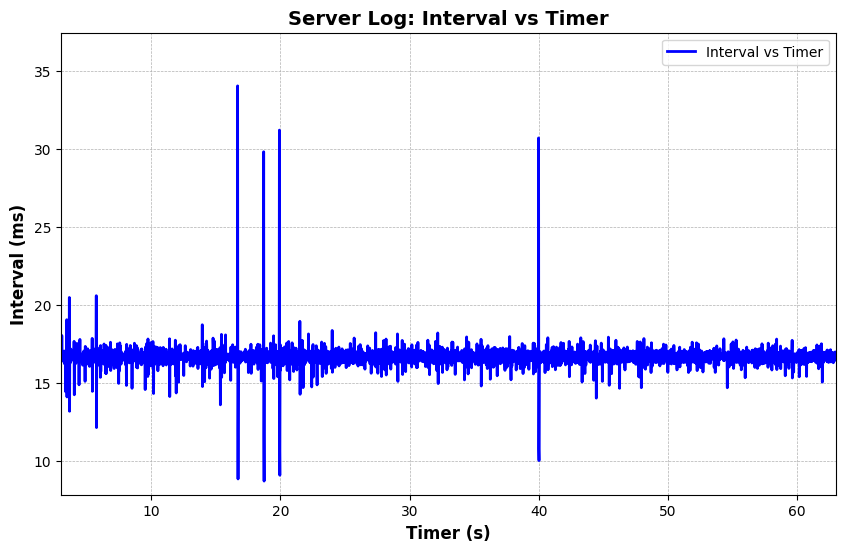 Server Log: Interval vs Timer
Interval vs Timer
35
30
25
20
15
10
Interval (ms)
10 20 30 40 50 60
Timer (s)